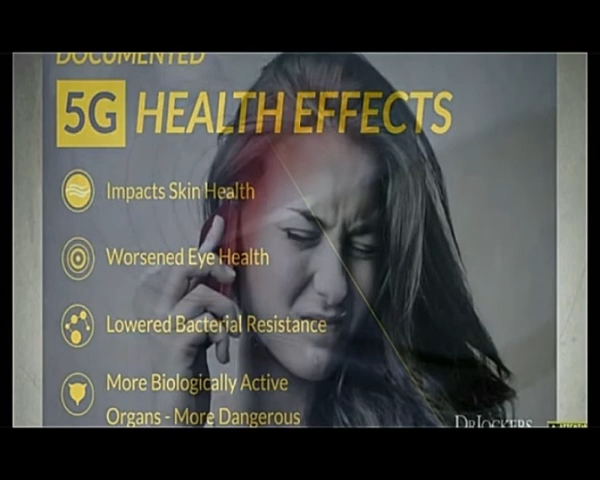 DOCUMENTED
5G HEALTH EFFECTS
Impacts Skin Health
Worsened Eye Health
Lowered Bacterial Resistance
More Biologically Active
Organs - More Dangerous
DRJOCKERS